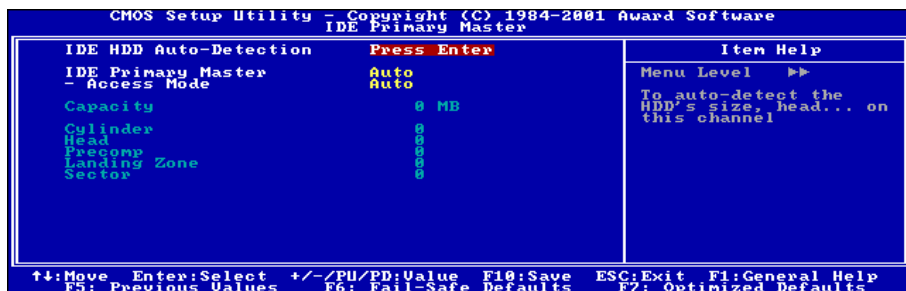 CMOS Setup Utility - Copyright (C) 1984-2001 Award Software
IDE Primary Master
IDE HDD Auto-Detection Press Enter
IDE Primary Master Auto
- Access Mode Auto
Capacity 0 MB
Cylinder 0
Head 0
Precomp 0
Landing Zone 0
Sector 0
Item Help
Menu Level ▶▶
To auto-detect the
HDD's size, head... on
this channel
↑↓:Move Enter:Select +/-/PU/PD:Value F10:Save ESC:Exit F1:General Help
F5: Previous Values F6: Fail-Safe Defaults F7: Optimized Defaults